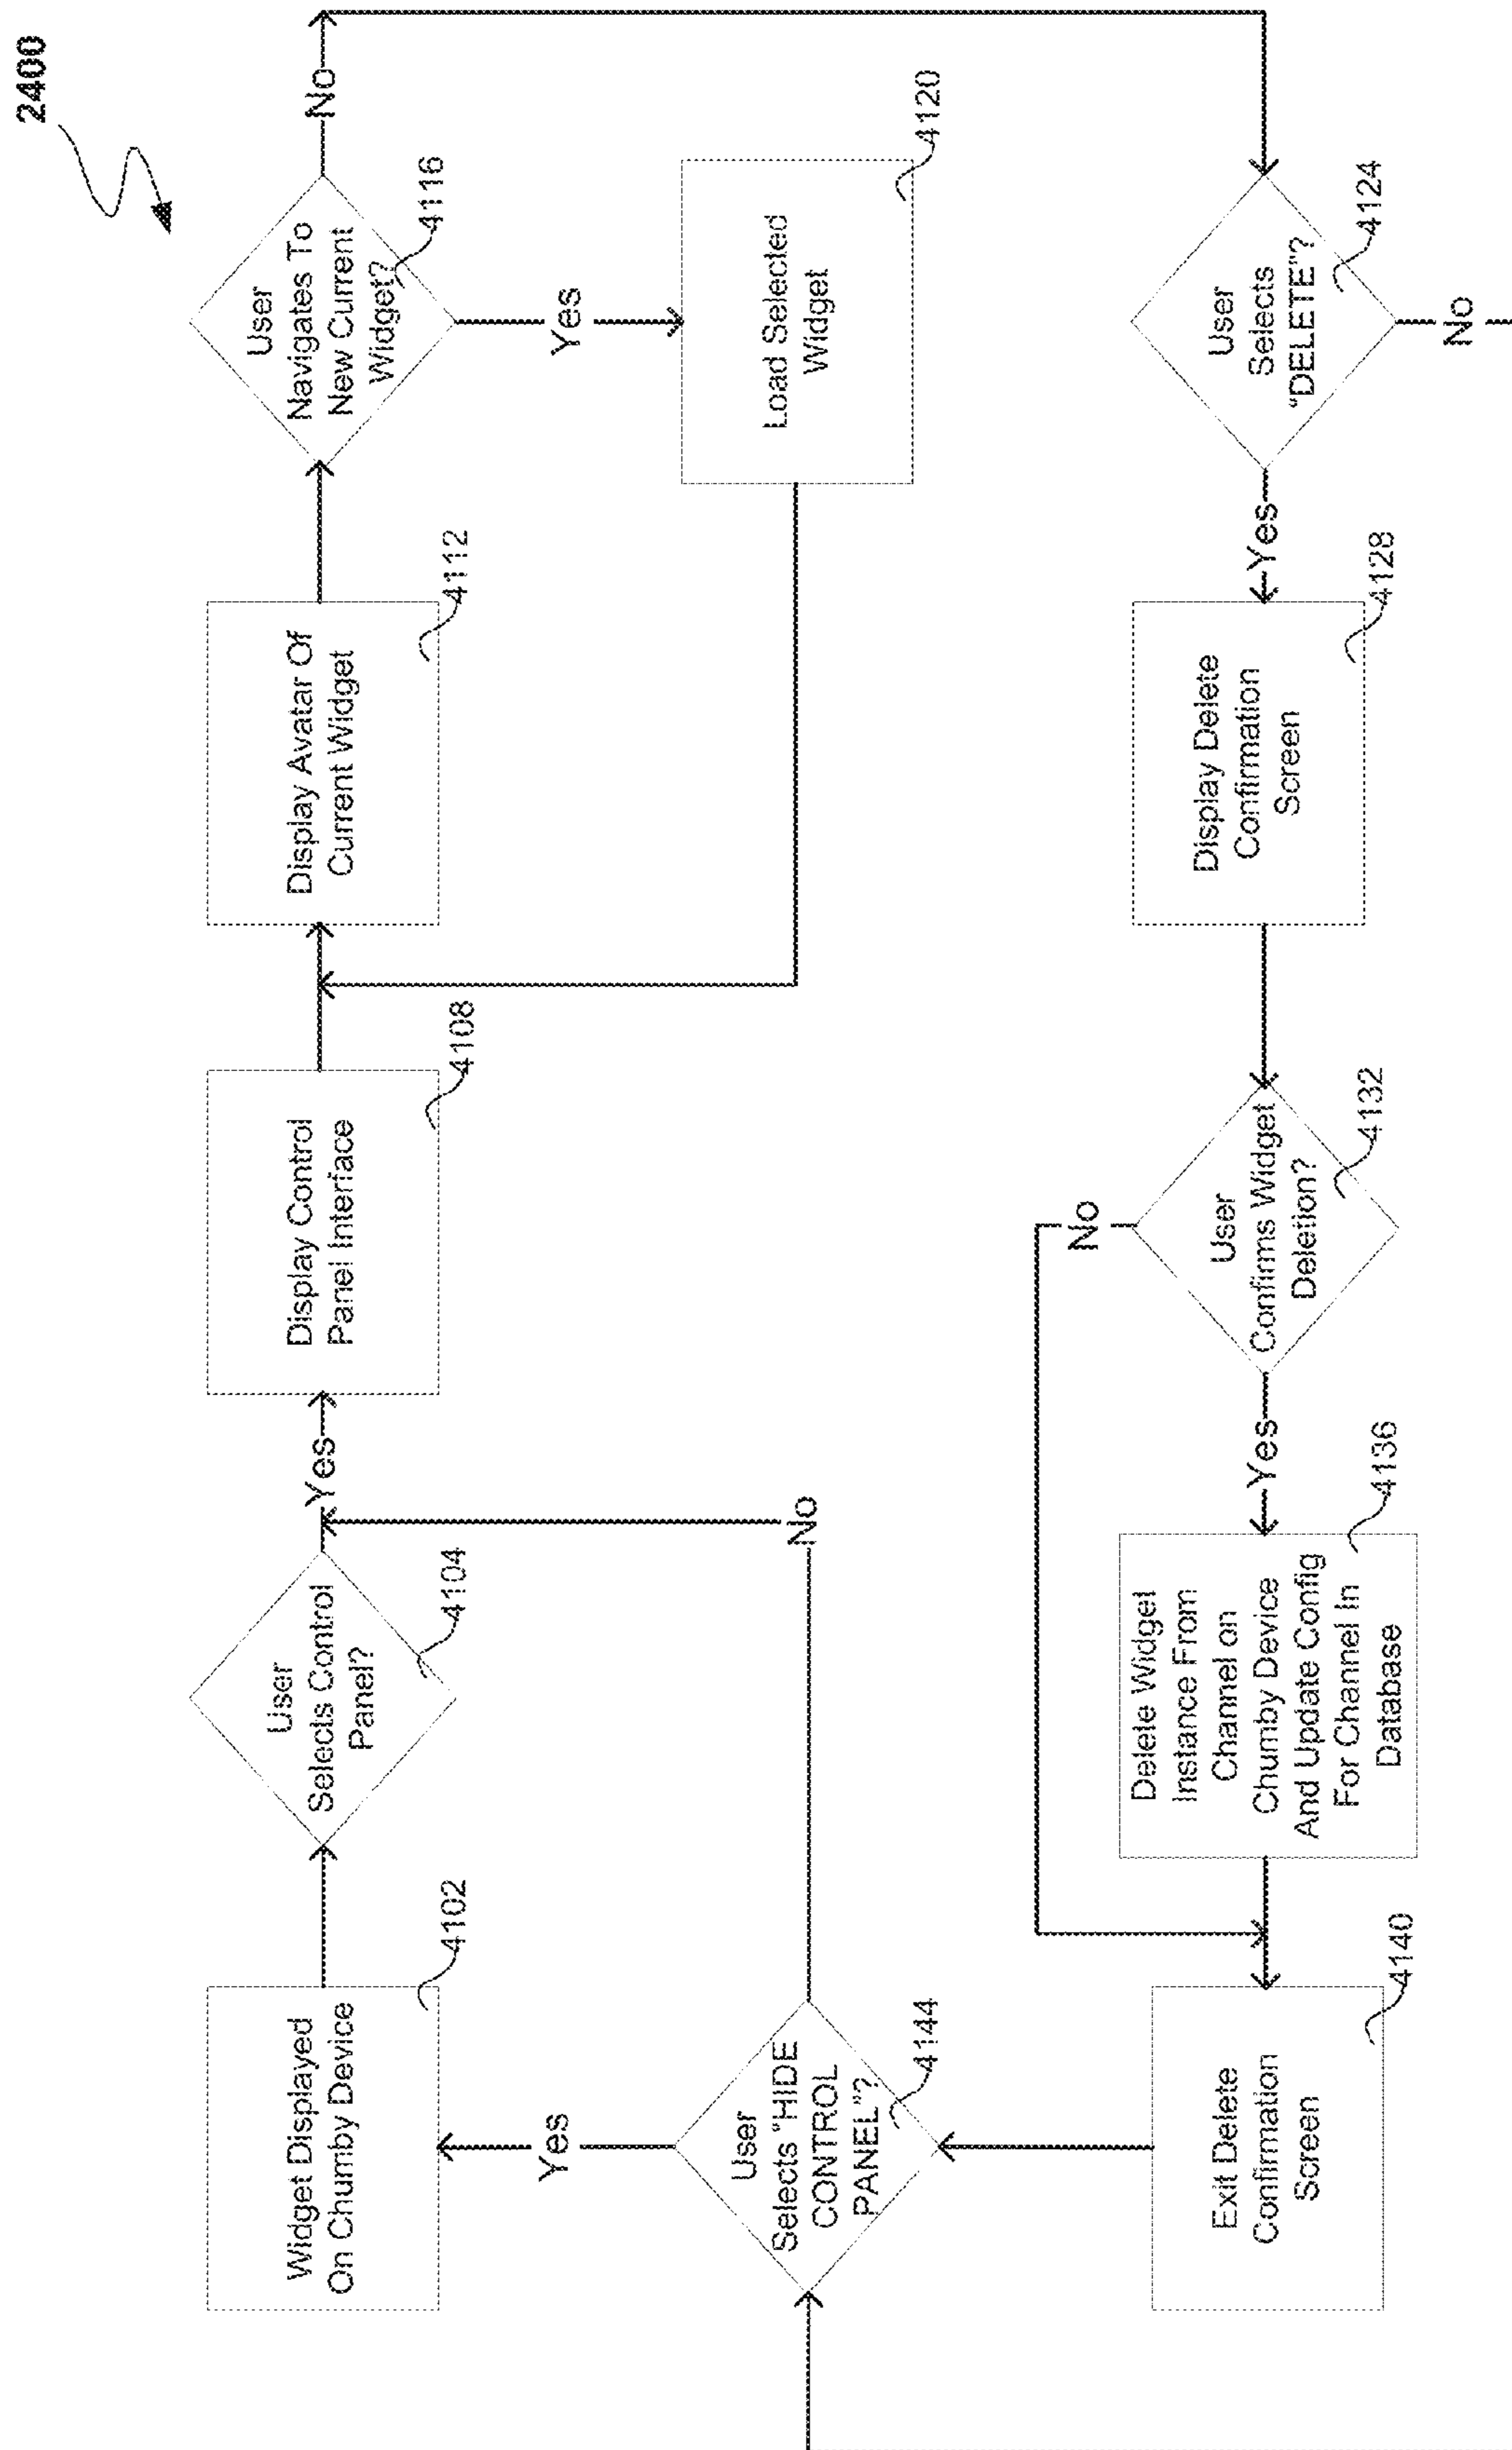 2400
Widget Displayed
On Chumby Device
4102
User
Selects Control
Panel?
4104
Yes
Display Control
Panel Interface
4108
Display Avatar Of
Current Widget
4112
User
Navigates To
New Current
Widget?
4116
No
Yes
Load Selected
Widget
4120
User
Selects "HIDE
CONTROL
PANEL"?
4144
Yes
No
Exit Delete
Confirmation
Screen
4140
Delete Widget
Instance From
Channel on
Chumby Device
And Update Config
For Channel In
Database
4136
Yes
User
Confirms Widget
Deletion?
4132
No
Display Delete
Confirmation
Screen
4128
Yes
User
Selects
"DELETE"?
4124
No